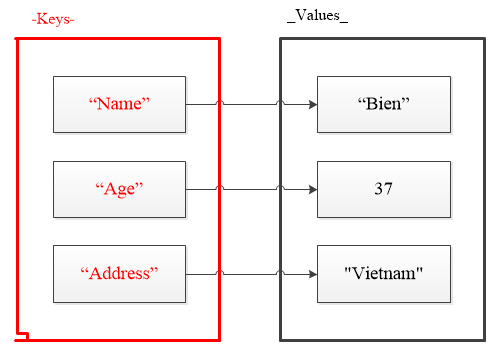 -Keys-
_Values_
“Name”
“Bien”
“Age”
37
“Address”
"Vietnam"